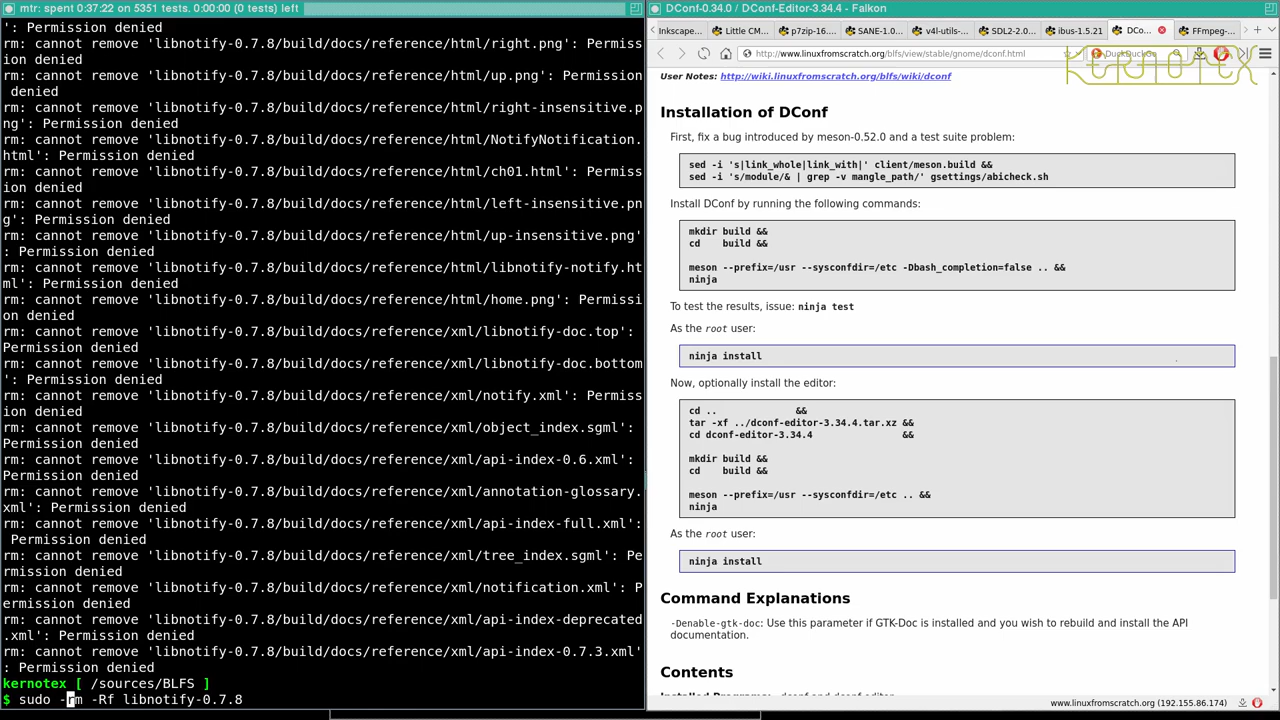 mtr: spent 0:37:22 on 5351 tests. 0:00:00 (0 tests) left
': Permission denied
rm: cannot remove 'libnotify-0.7.8/build/docs/reference/html/right.png': Permiss
ion denied
rm: cannot remove 'libnotify-0.7.8/build/docs/reference/html/up.png': Permission
 denied
rm: cannot remove 'libnotify-0.7.8/build/docs/reference/html/right-insensitive.p
ng': Permission denied
rm: cannot remove 'libnotify-0.7.8/build/docs/reference/html/NotifyNotification.
html': Permission denied
rm: cannot remove 'libnotify-0.7.8/build/docs/reference/html/ch01.html': Permiss
ion denied
rm: cannot remove 'libnotify-0.7.8/build/docs/reference/html/left-insensitive.pn
g': Permission denied
rm: cannot remove 'libnotify-0.7.8/build/docs/reference/html/up-insensitive.png'
: Permission denied
rm: cannot remove 'libnotify-0.7.8/build/docs/reference/html/libnotify-notify.ht
ml': Permission denied
rm: cannot remove 'libnotify-0.7.8/build/docs/reference/html/home.png': Permissi
on denied
rm: cannot remove 'libnotify-0.7.8/build/docs/reference/xml/libnotify-doc.top':
Permission denied
rm: cannot remove 'libnotify-0.7.8/build/docs/reference/xml/libnotify-doc.bottom
': Permission denied
rm: cannot remove 'libnotify-0.7.8/build/docs/reference/xml/notify.xml': Permiss
ion denied
rm: cannot remove 'libnotify-0.7.8/build/docs/reference/xml/object_index.sgml':
Permission denied
rm: cannot remove 'libnotify-0.7.8/build/docs/reference/xml/api-index-0.6.xml':
Permission denied
rm: cannot remove 'libnotify-0.7.8/build/docs/reference/xml/annotation-glossary.
xml': Permission denied
rm: cannot remove 'libnotify-0.7.8/build/docs/reference/xml/api-index-full.xml':
 Permission denied
rm: cannot remove 'libnotify-0.7.8/build/docs/reference/xml/tree_index.sgml': Pe
rmission denied
rm: cannot remove 'libnotify-0.7.8/build/docs/reference/xml/notification.xml': P
ermission denied
rm: cannot remove 'libnotify-0.7.8/build/docs/reference/xml/api-index-deprecated
.xml': Permission denied
rm: cannot remove 'libnotify-0.7.8/build/docs/reference/xml/api-index-0.7.3.xml'
: Permission denied
kernotex [ /sources/BLFS ]
$ sudo -rm -Rf libnotify-0.7.8
DConf-0.34.0 / DConf-Editor-3.34.4 - Falkon
Inkscape... Little CM... p7zip-16.... SANE-1.0... v4l-utils-... SDL2-2.0... ibus-1.5.21 DCo... FFmpeg-...
http://www.linuxfromscratch.org/blfs/view/stable/gnome/dconf.html DuckDuckGo
KERNOTEX
User Notes: http://wiki.linuxfromscratch.org/blfs/wiki/dconf
Installation of DConf
First, fix a bug introduced by meson-0.52.0 and a test suite problem:
sed -i 's|link_whole|link_with|' client/meson.build &&
sed -i 's/module/& | grep -v mangle_path/' gsettings/abicheck.sh
Install DConf by running the following commands:
mkdir build &&
cd    build &&
meson --prefix=/usr --sysconfdir=/etc -Dbash_completion=false .. &&
ninja
To test the results, issue: ninja test
As the root user:
ninja install
Now, optionally install the editor:
cd ..              &&
tar -xf ../dconf-editor-3.34.4.tar.xz &&
cd dconf-editor-3.34.4                &&
mkdir build &&
cd    build &&
meson --prefix=/usr --sysconfdir=/etc .. &&
ninja
As the root user:
ninja install
Command Explanations
-Denable-gtk-doc: Use this parameter if GTK-Doc is installed and you wish to rebuild and install the API
documentation.
Contents
www.linuxfromscratch.org (192.155.86.174)